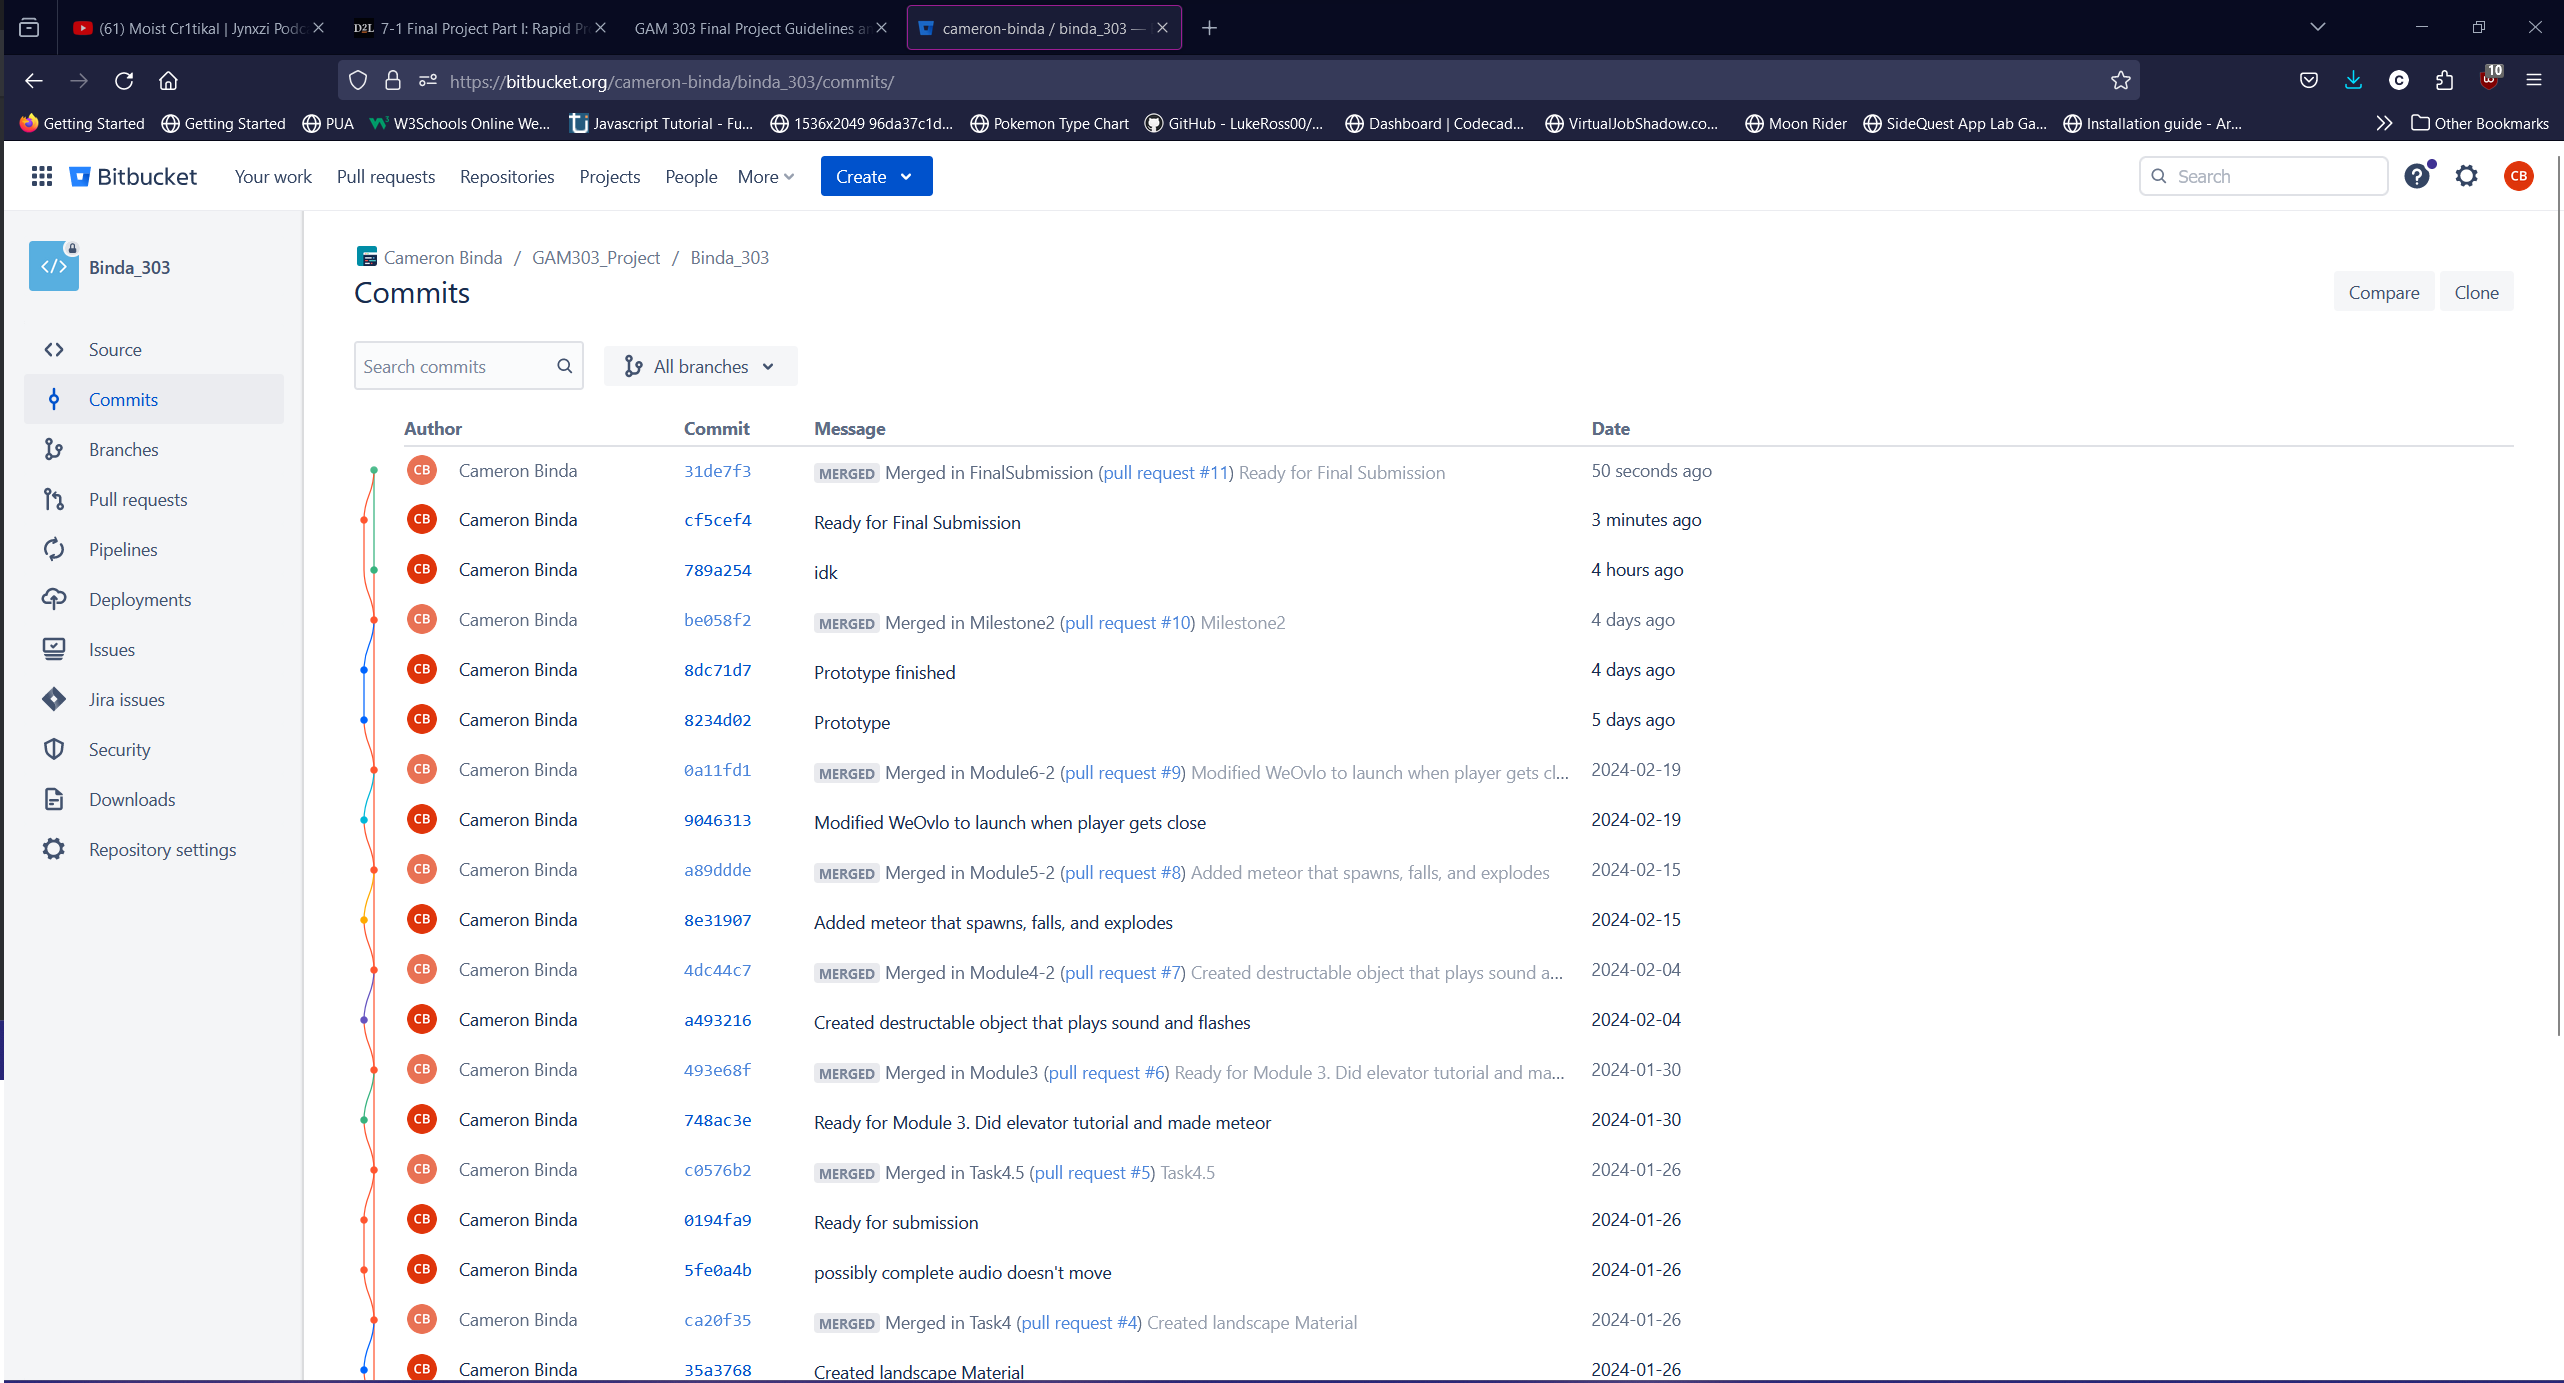 (61) Moist Cr1tikal | Jynxzi Podc
D2L 7-1 Final Project Part I: Rapid Pr
GAM 303 Final Project Guidelines an
cameron-binda / binda_303 —
https://bitbucket.org/cameron-binda/binda_303/commits/
10
Getting Started
Getting Started
PUA
W3Schools Online We...
Javascript Tutorial - Fu...
1536x2049 96da37c1d...
Pokemon Type Chart
GitHub - LukeRoss00/...
Dashboard | Codecad...
VirtualJobShadow.co...
Moon Rider
SideQuest App Lab Ga...
Installation guide - Ar...
Other Bookmarks
Bitbucket
Your work
Pull requests
Repositories
Projects
People
More
Create
Search
CB
Binda_303
Source
Commits
Branches
Pull requests
Pipelines
Deployments
Issues
Jira issues
Security
Downloads
Repository settings
Cameron Binda / GAM303_Project / Binda_303
Commits
Compare
Clone
Search commits
All branches
Author Commit Message Date
CB Cameron Binda 31de7f3 MERGED Merged in FinalSubmission (pull request #11) Ready for Final Submission 50 seconds ago
CB Cameron Binda cf5cef4 Ready for Final Submission 3 minutes ago
CB Cameron Binda 789a254 idk 4 hours ago
CB Cameron Binda be058f2 MERGED Merged in Milestone2 (pull request #10) Milestone2 4 days ago
CB Cameron Binda 8dc71d7 Prototype finished 4 days ago
CB Cameron Binda 8234d02 Prototype 5 days ago
CB Cameron Binda 0a11fd1 MERGED Merged in Module6-2 (pull request #9) Modified WeOvlo to launch when player gets cl... 2024-02-19
CB Cameron Binda 9046313 Modified WeOvlo to launch when player gets close 2024-02-19
CB Cameron Binda a89ddde MERGED Merged in Module5-2 (pull request #8) Added meteor that spawns, falls, and explodes 2024-02-15
CB Cameron Binda 8e31907 Added meteor that spawns, falls, and explodes 2024-02-15
CB Cameron Binda 4dc44c7 MERGED Merged in Module4-2 (pull request #7) Created destructable object that plays sound a... 2024-02-04
CB Cameron Binda a493216 Created destructable object that plays sound and flashes 2024-02-04
CB Cameron Binda 493e68f MERGED Merged in Module3 (pull request #6) Ready for Module 3. Did elevator tutorial and ma... 2024-01-30
CB Cameron Binda 748ac3e Ready for Module 3. Did elevator tutorial and made meteor 2024-01-30
CB Cameron Binda c0576b2 MERGED Merged in Task4.5 (pull request #5) Task4.5 2024-01-26
CB Cameron Binda 0194fa9 Ready for submission 2024-01-26
CB Cameron Binda 5fe0a4b possibly complete audio doesn't move 2024-01-26
CB Cameron Binda ca20f35 MERGED Merged in Task4 (pull request #4) Created landscape Material 2024-01-26
CB Cameron Binda 35a3768 Created landscape Material 2024-01-26